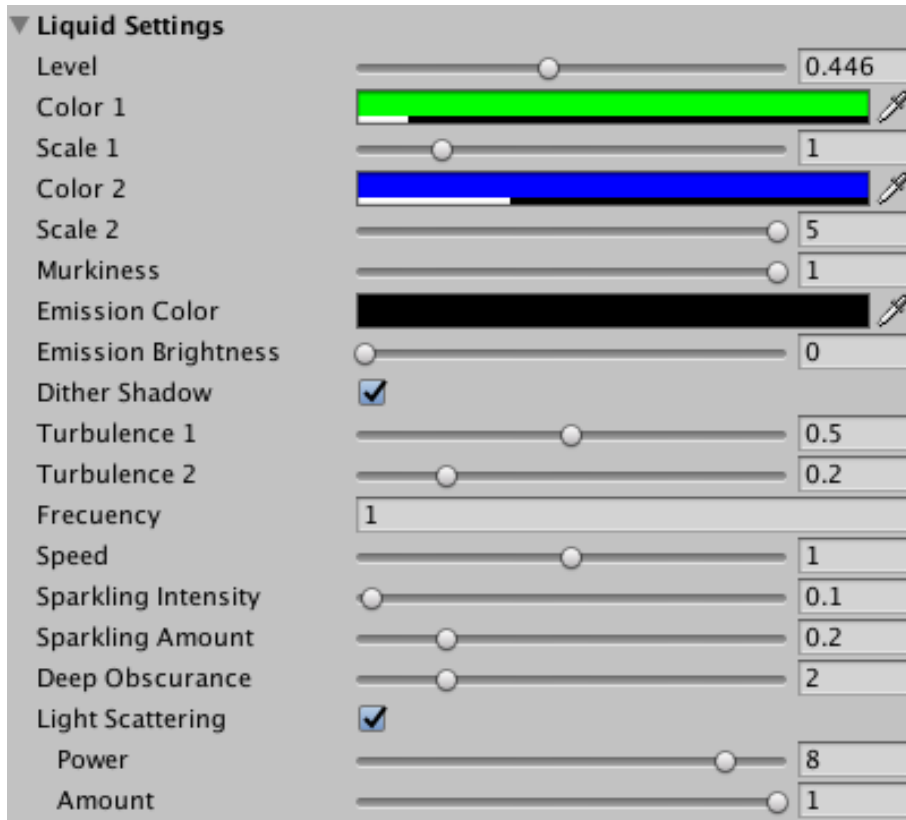 Liquid Settings
Level 0.446
Color 1
Scale 1 1
Color 2
Scale 2 5
Murkiness 1
Emission Color
Emission Brightness 0
Dither Shadow
Turbulence 1 0.5
Turbulence 2 0.2
Frecuency 1
Speed 1
Sparkling Intensity 0.1
Sparkling Amount 0.2
Deep Obscurance 2
Light Scattering
Power 8
Amount 1